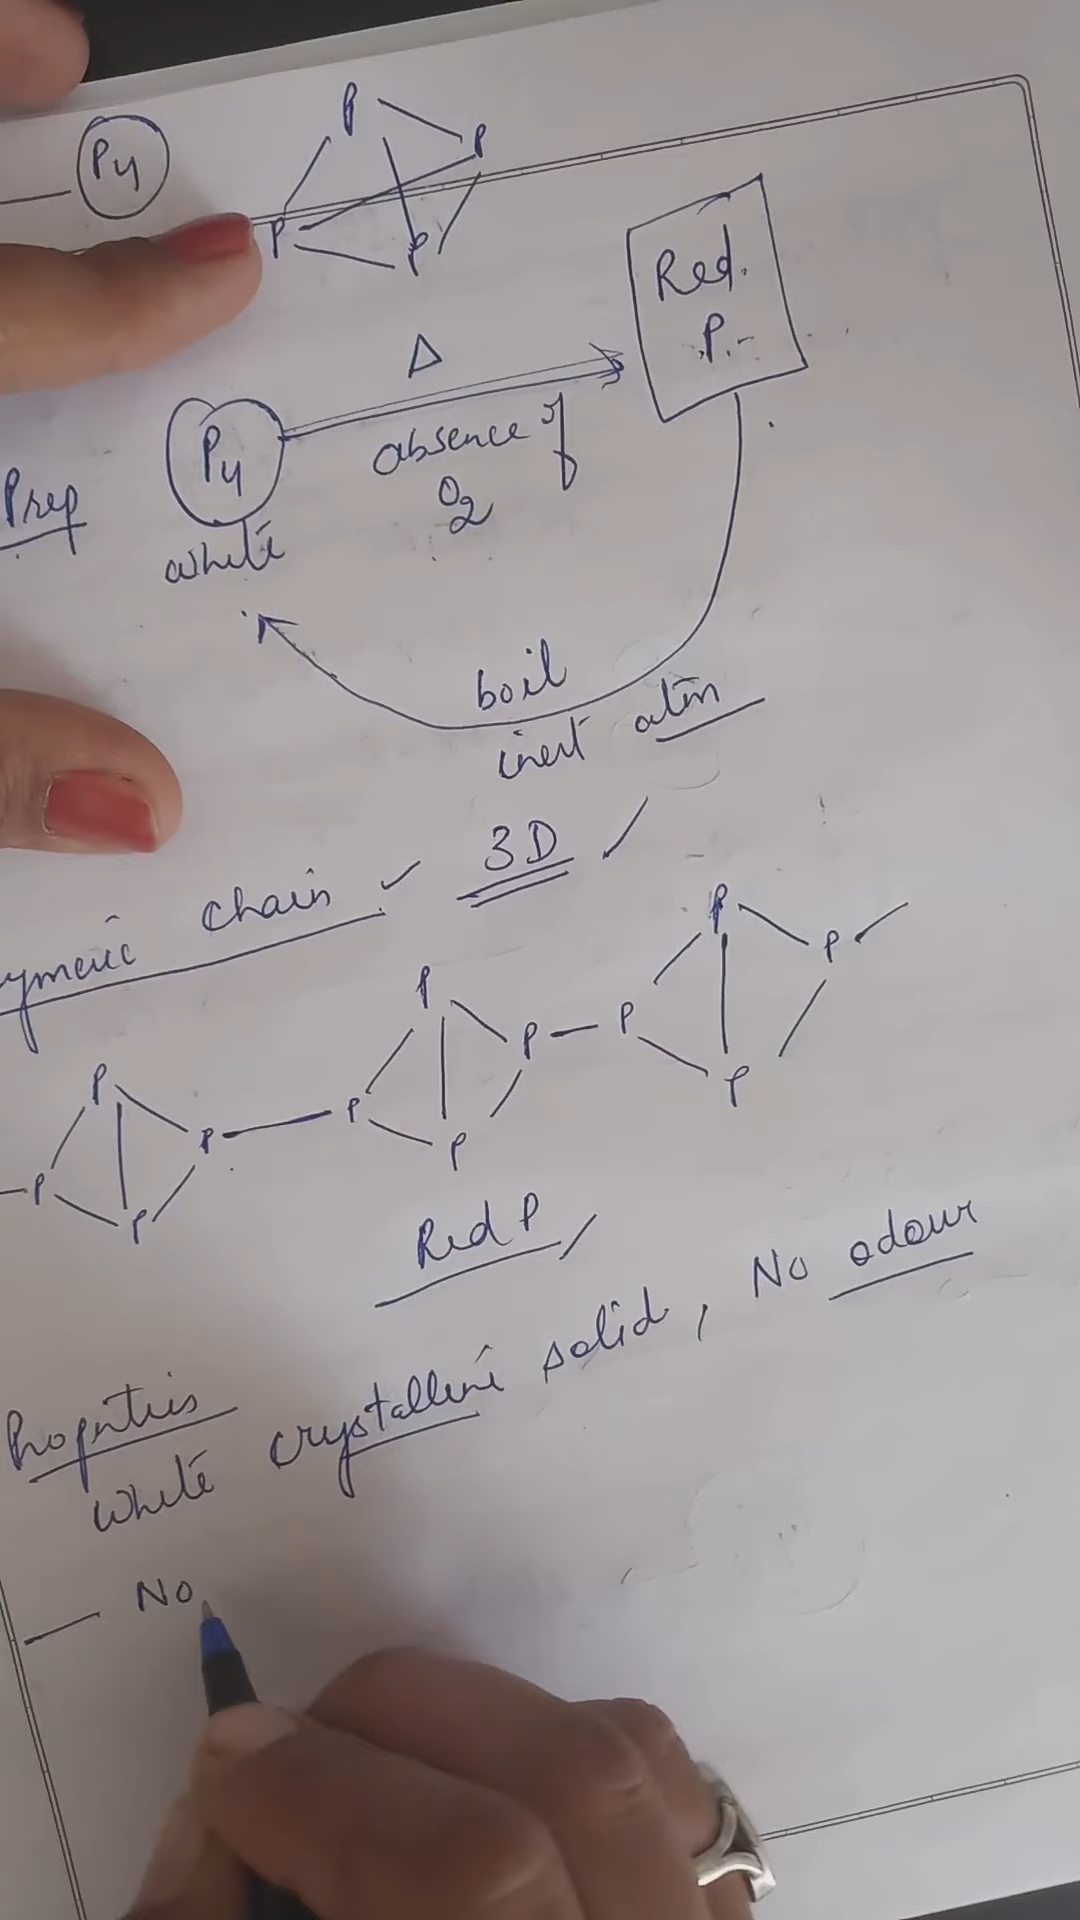 P4
P
P
P
P
Red.
P.
Δ
Prep
P4
absence of
O2
white
boil
inert atm
ymeric chain ✓ 3D ✓
P P
P P P P
P P P P
P P
Red P
No odour
White crystalline solid,
No